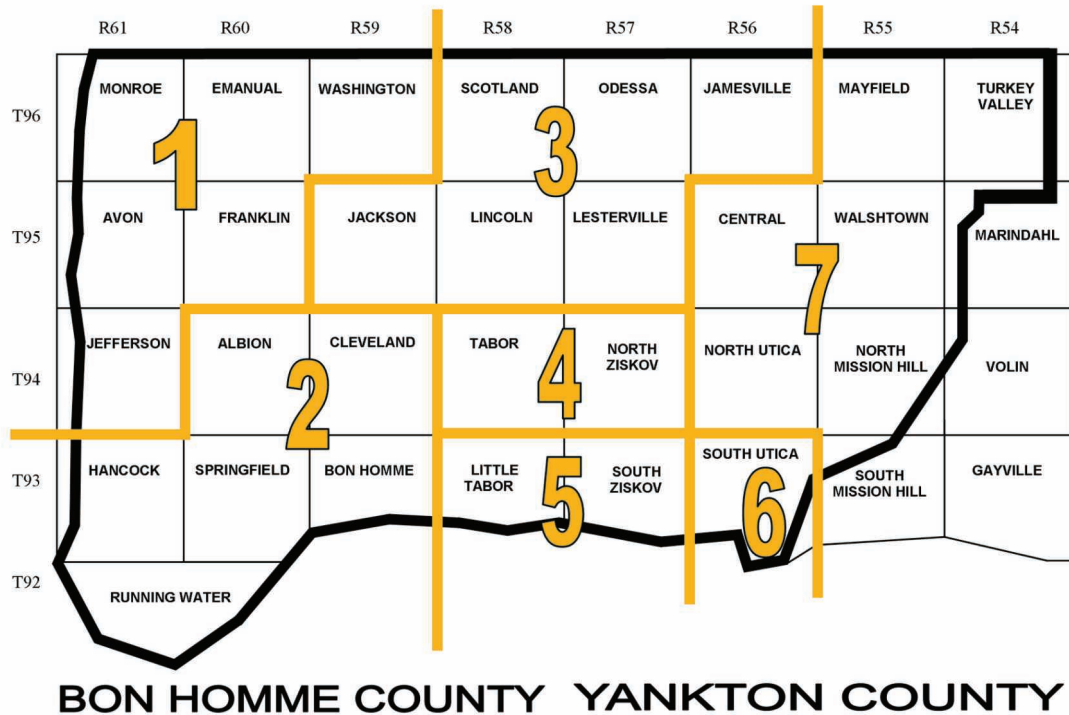 R61 R60 R59 R58 R57 R56 R55 R54
T96
MONROE EMANUAL WASHINGTON SCOTLAND ODESSA JAMESVILLE MAYFIELD TURKEY
VALLEY
1 3
T95
AVON FRANKLIN JACKSON LINCOLN LESTERVILLE CENTRAL WALSHTOWN MARINDAHL
7
T94
JEFFERSON ALBION CLEVELAND TABOR NORTH
ZISKOV NORTH UTICA NORTH
MISSION HILL VOLIN
2 4
T93
HANCOCK SPRINGFIELD BON HOMME LITTLE
TABOR SOUTH
ZISKOV SOUTH UTICA SOUTH
MISSION HILL GAYVILLE
5 6
T92
RUNNING WATER
BON HOMME COUNTY YANKTON COUNTY